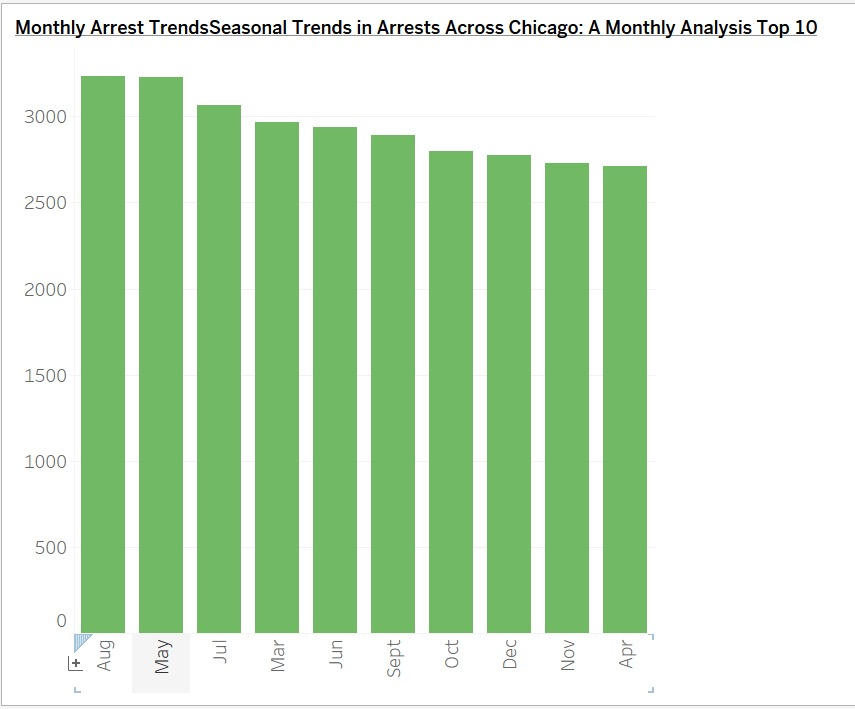 Monthly Arrest TrendsSeasonal Trends in Arrests Across Chicago: A Monthly Analysis Top 10
3000
2500
2000
1500
1000
500
0
Aug
May
Jul
Mar
Jun
Sept
Oct
Dec
Nov
Apr